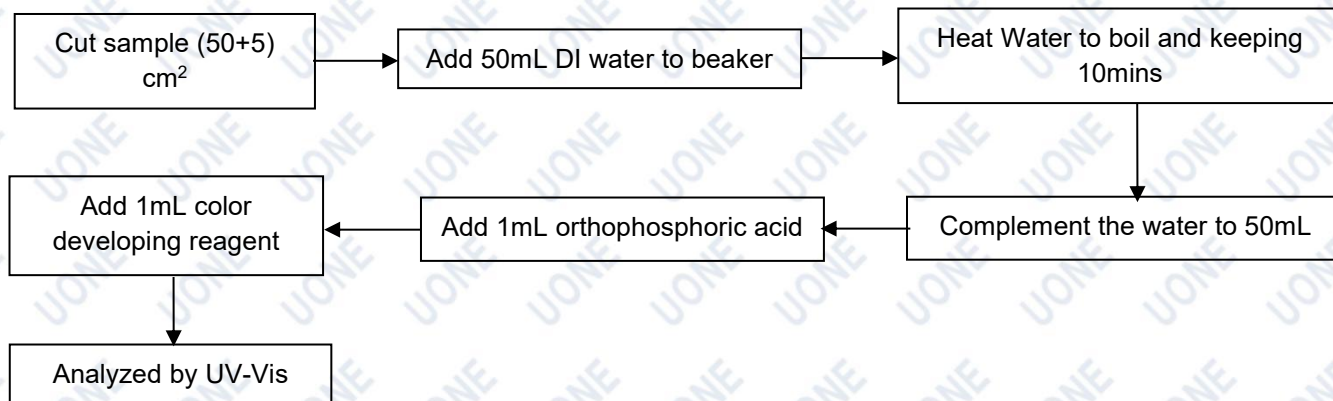 Cut sample (50+5)
cm²
Add 50mL DI water to beaker
Heat Water to boil and keeping
10mins
Complement the water to 50mL
Add 1mL orthophosphoric acid
Add 1mL color
developing reagent
Analyzed by UV-Vis
UONE